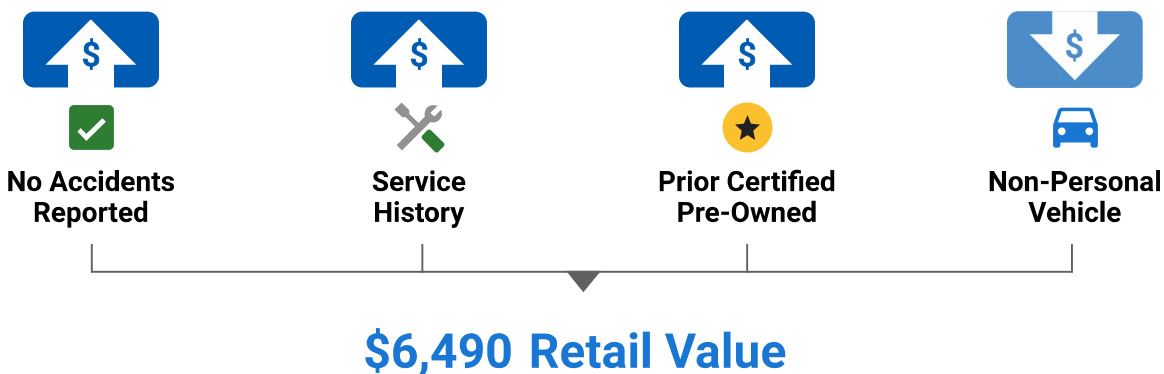 $ $ $ $
No Accidents Service Prior Certified Non-Personal
Reported History Pre-Owned Vehicle
$6,490 Retail Value